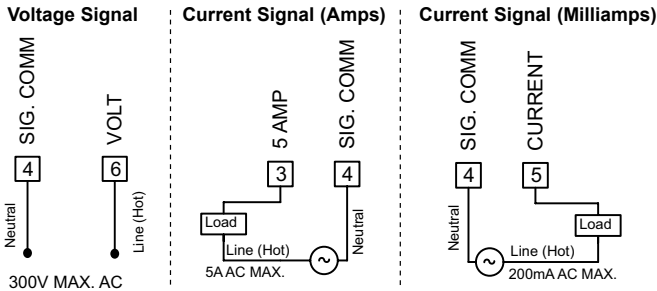 Voltage Signal
SIG. COMM
VOLT
4
6
Neutral
Line (Hot)
300V MAX. AC
Current Signal (Amps)
5 AMP
SIG. COMM
3
4
Load
Line (Hot)
Neutral
~
5A AC MAX.
Current Signal (Milliamps)
SIG. COMM
CURRENT
4
5
Neutral
Load
Line (Hot)
~
200mA AC MAX.